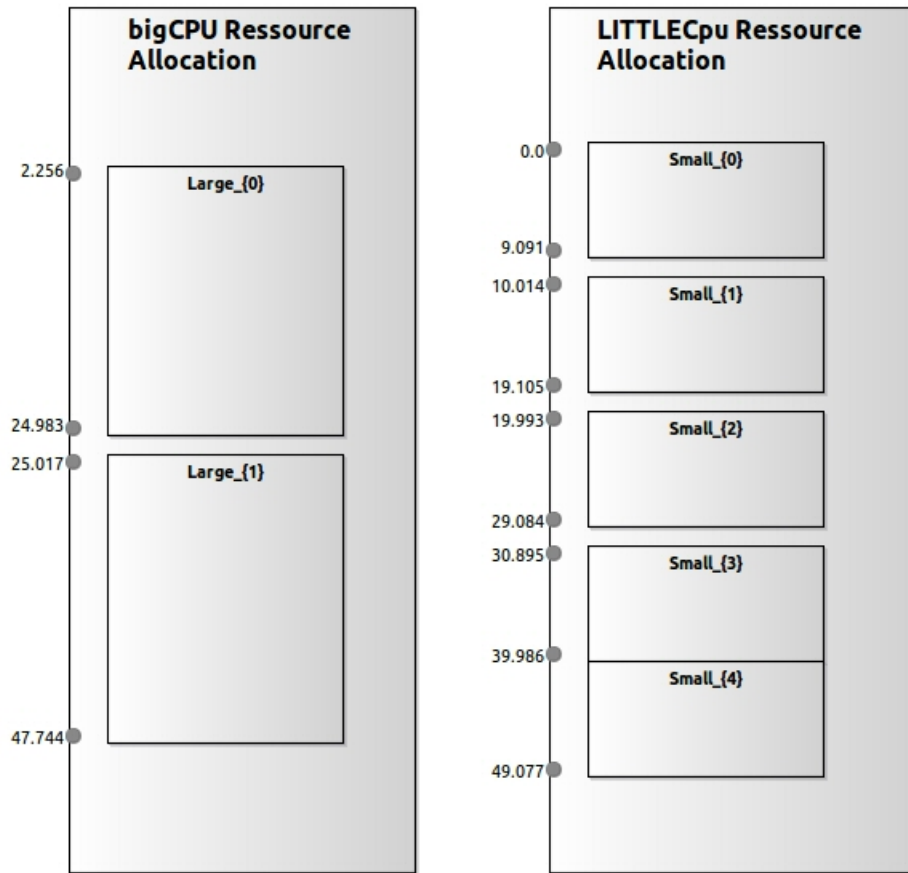 bigCPU Ressource
Allocation
2.256
Large_{0}
24.983
25.017
Large_{1}
47.744
LITTLECpu Ressource
Allocation
0.0
Small_{0}
9.091
10.014
Small_{1}
19.105
19.993
Small_{2}
29.084
30.895
Small_{3}
39.986
Small_{4}
49.077